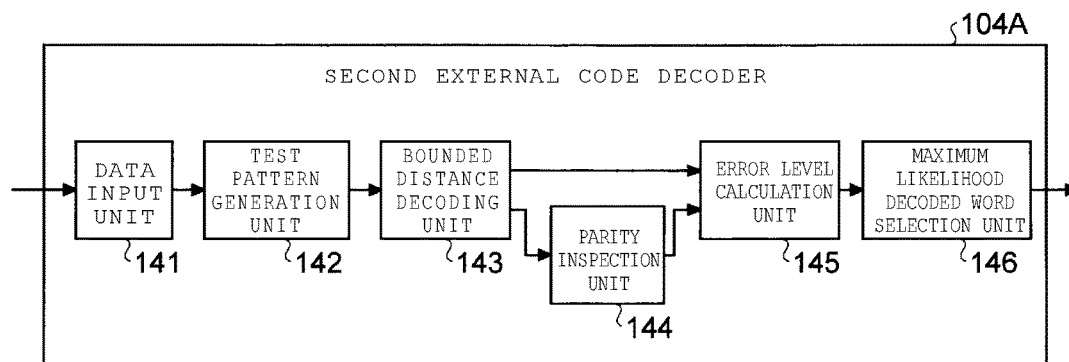 104A
SECOND EXTERNAL CODE DECODER
DATA
INPUT
UNIT
141
TEST
PATTERN
GENERATION
UNIT
142
BOUNDED
DISTANCE
DECODING
UNIT
143
PARITY
INSPECTION
UNIT
144
ERROR LEVEL
CALCULATION
UNIT
145
MAXIMUM
LIKELIHOOD
DECODED WORD
SELECTION UNIT
146